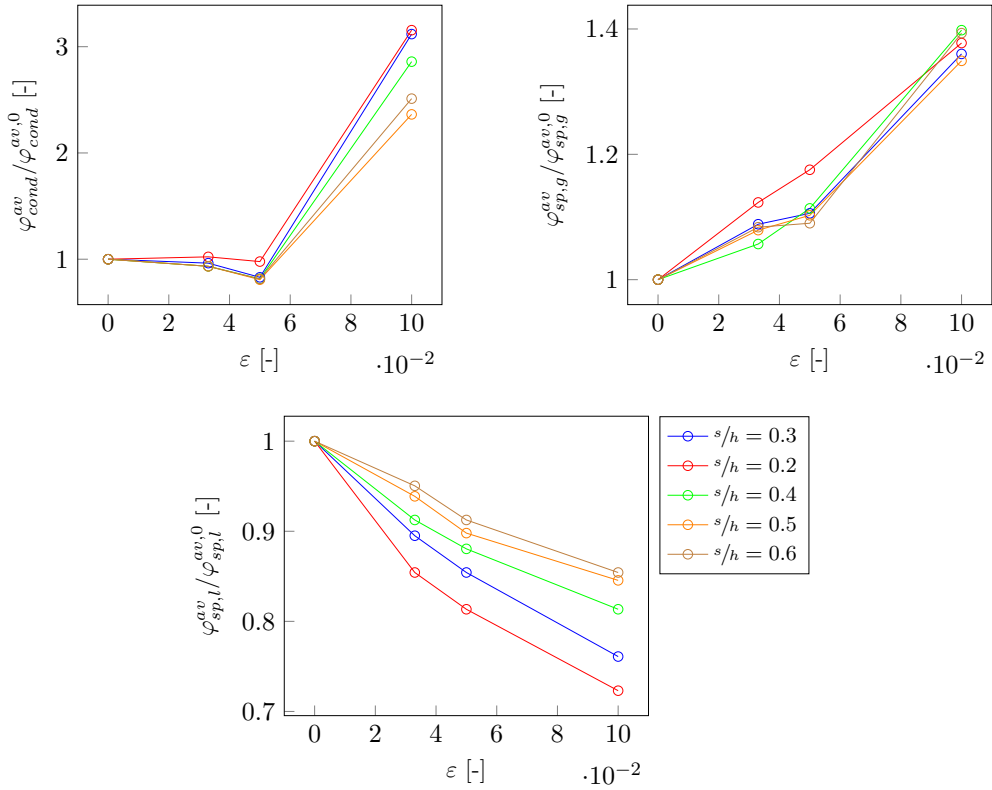 3
2
1
0 2 4 6 8 10
ε [-]
·10⁻²
φ^{av}_{cond}/φ^{av,0}_{cond} [-]
1.4
1.2
1
0 2 4 6 8 10
ε [-]
·10⁻²
φ^{av}_{sp,g}/φ^{av,0}_{sp,g} [-]
1
0.9
0.8
0.7
0 2 4 6 8 10
ε [-]
·10⁻²
φ^{av}_{sp,l}/φ^{av,0}_{sp,l} [-]
s/h = 0.3
s/h = 0.2
s/h = 0.4
s/h = 0.5
s/h = 0.6